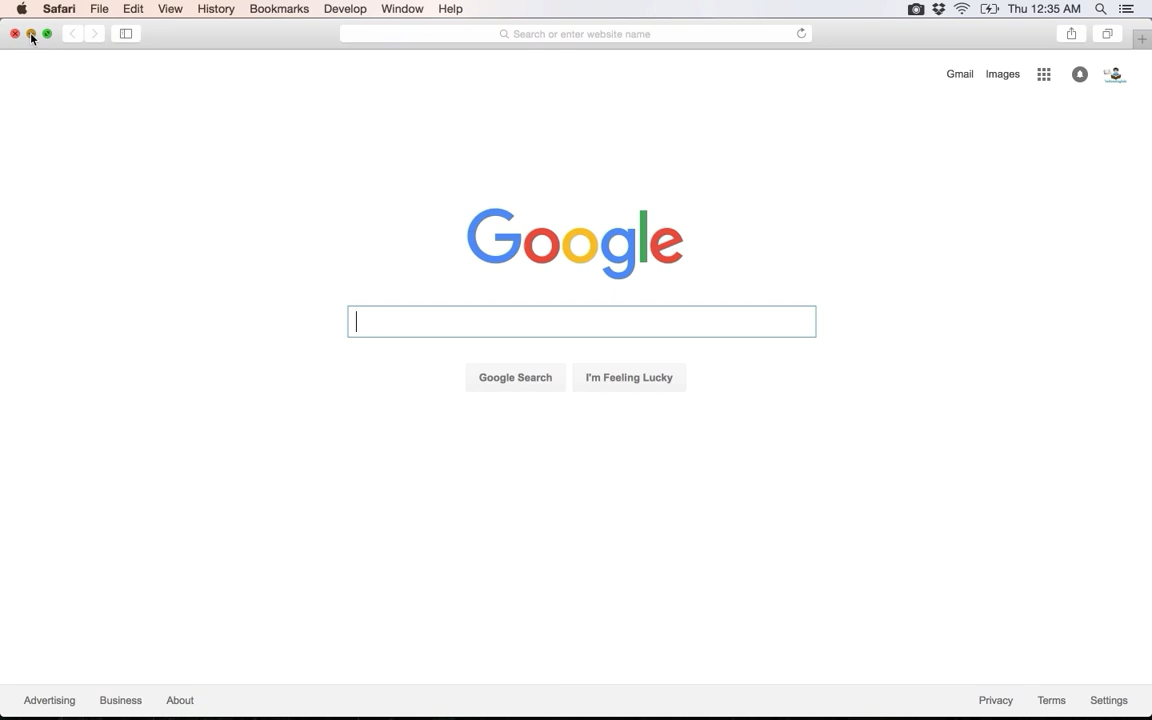 Safari File Edit View History Bookmarks Develop Window Help Thu 12:35 AM
Search or enter website name
Gmail Images
Google
Google Search I'm Feeling Lucky
Advertising Business About Privacy Terms Settings